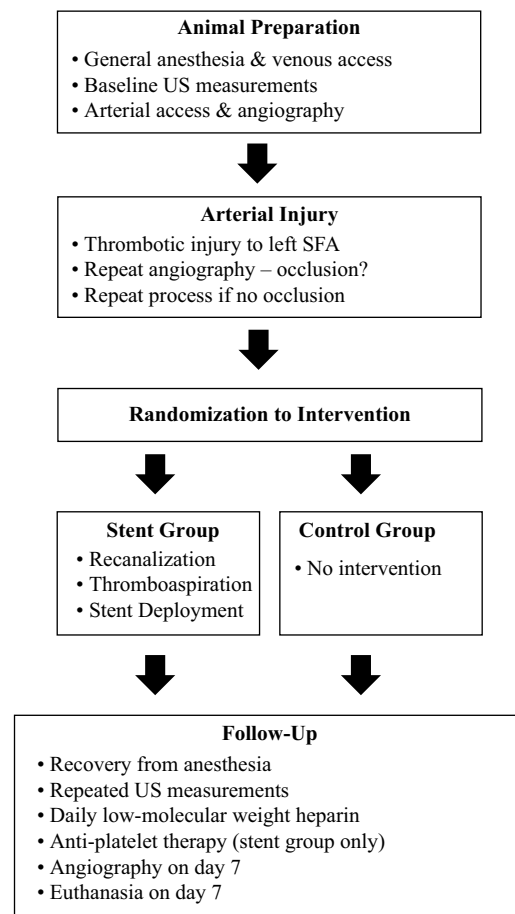 Animal Preparation
• General anesthesia & venous access
• Baseline US measurements
• Arterial access & angiography
Arterial Injury
• Thrombotic injury to left SFA
• Repeat angiography – occlusion?
• Repeat process if no occlusion
Randomization to Intervention
Stent Group
• Recanalization
• Thromboaspiration
• Stent Deployment
Control Group
• No intervention
Follow-Up
• Recovery from anesthesia
• Repeated US measurements
• Daily low-molecular weight heparin
• Anti-platelet therapy (stent group only)
• Angiography on day 7
• Euthanasia on day 7